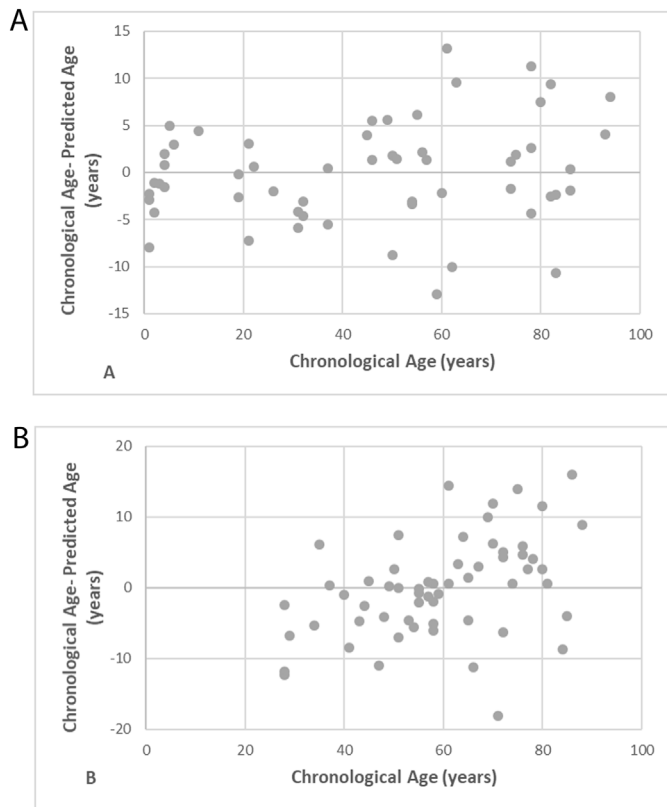 A
15
10
5
0
-5
-10
-15
0 20 40 60 80 100
Chronological Age- Predicted Age
(years)
Chronological Age (years)
A
B
20
10
0
-10
-20
0 20 40 60 80 100
Chronological Age- Predicted Age
(years)
Chronological Age (years)
B